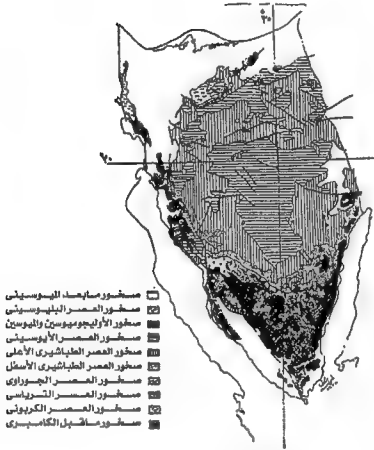 ٣٥°
٣٠°
صخور مابعد الميوسينى
صخور العصر البليوسينى
صخور الأوليجوميوسين والميوسين
صخور العصر الأيوسينى
صخور العصر الطباشيرى الأعلى
صخور العصر الطباشيرى الأسفل
صخور العصر الجوراوى
صخور العصر الترياسى
صخور العصر الكربونى
صخور ماقبل الكامبرى